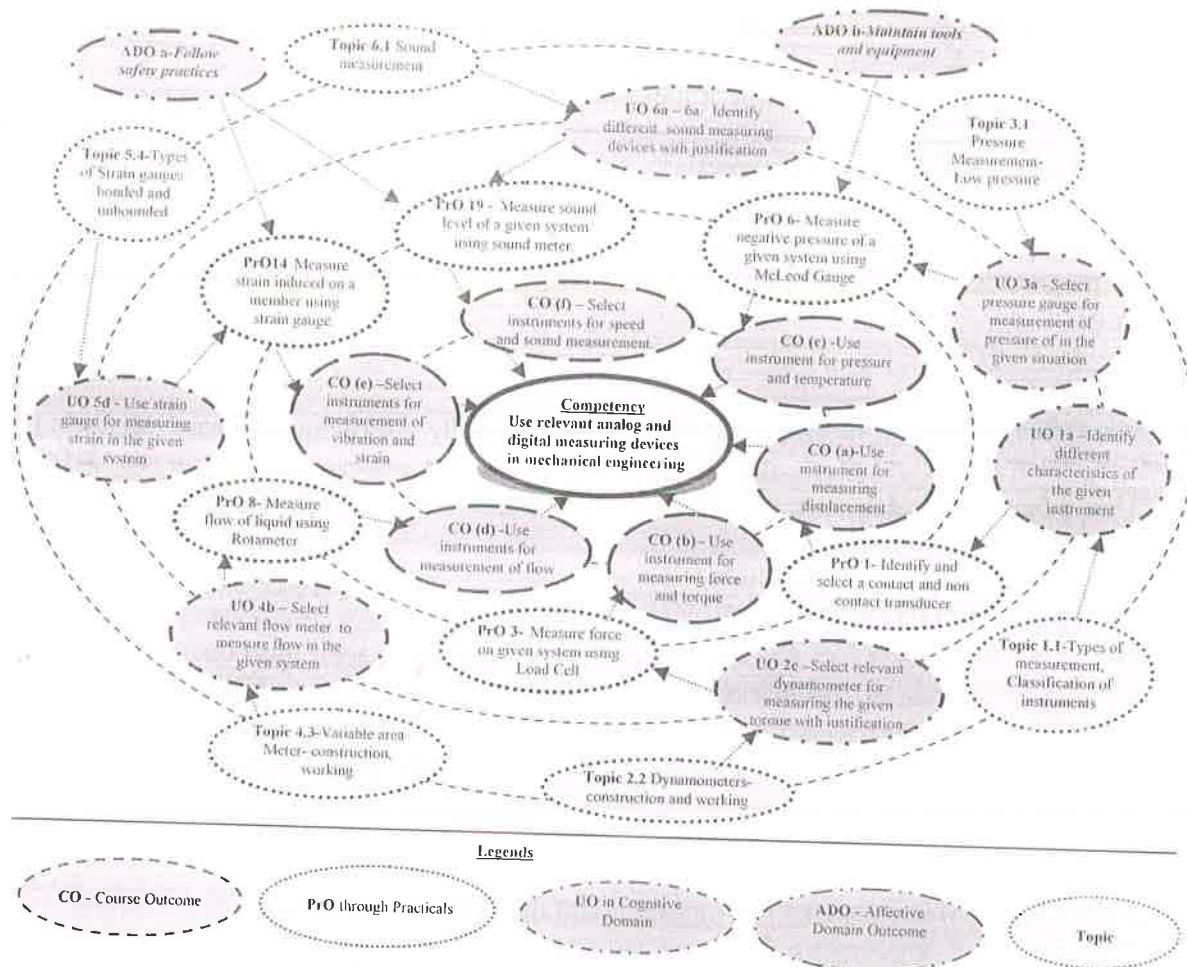 ADO a-Follow
safety practices
Topic 6.1 Sound
measurement
ADO b-Maintain tools
and equipment
UO 6a – 6a Identify
different sound measuring
devices with justification
Topic 3.1
Pressure
Measurement-
Low pressure
Topic 5.4-Types
of Strain gauges
bonded and
unbounded
PrO 19 - Measure sound
level of a given system
using sound meter
PrO 6- Measure
negative pressure of a
given system using
McLeod Gauge
PrO14 Measure
strain induced on a
member using
strain gauge
UO 3a - Select
pressure gauge for
measurement of
pressure of in the
given situation
CO (f) – Select
instruments for speed
and sound measurement
CO (c) -Use
instrument for pressure
and temperature
CO (e) –Select
instruments for
measurement of
vibration and
strain
Competency
Use relevant analog and
digital measuring devices
in mechanical engineering
UO 5d - Use strain
gauge for measuring
strain in the given
system
CO (a)-Use
instrument for
measuring
displacement
UO 1a – Identify
different
characteristics of
the given
instrument
PrO 8- Measure
flow of liquid using
Rotameter
CO (d) -Use
instruments for
measurement of flow
CO (b) - Use
instrument for
measuring force
and torque
PrO 1- Identify and
select a contact and non
contact transducer
UO 4b – Select
relevant flow meter to
measure flow in the
given system
PrO 3- Measure force
on given system using
Load Cell
UO 2c –Select relevant
dynamometer for
measuring the given
torque with justification
Topic 1.1-Types of
measurement,
Classification of
instruments
Topic 4.3-Variable area
Meter- construction,
working
Topic 2.2 Dynamometers-
construction and working
Legends
CO - Course Outcome
PrO through Practicals
UO in Cognitive
Domain
ADO - Affective
Domain Outcome
Topic